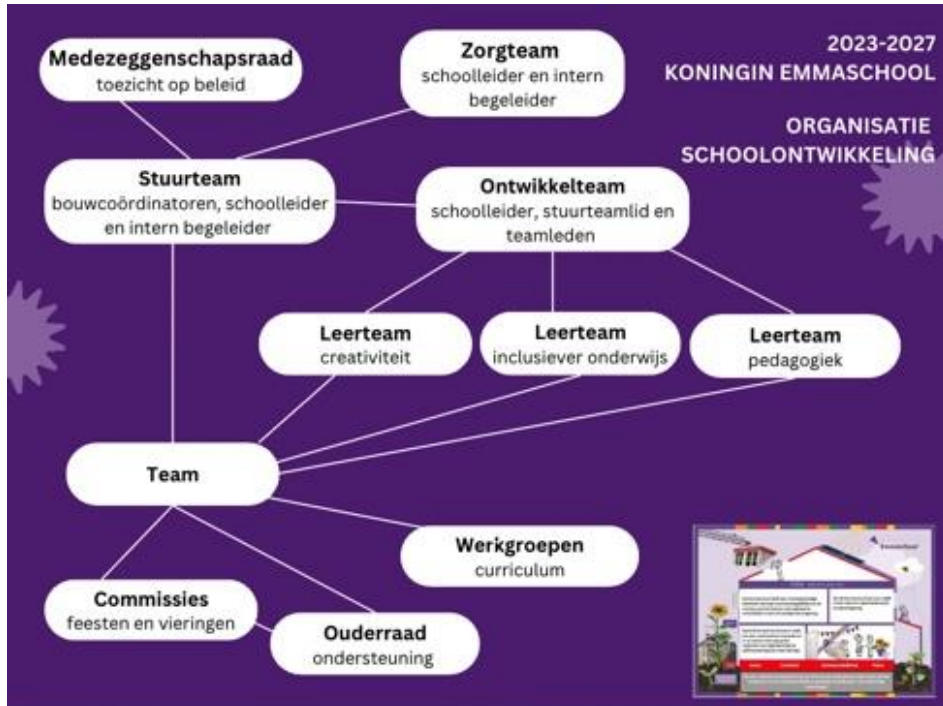 2023-2027
KONINGIN EMMASCHOOL
ORGANISATIE
SCHOOLONTWIKKELING
Medezeggenschapsraad
toezicht op beleid
Zorgteam
schoolleider en intern
begeleider
Stuurteam
bouwcoördinatoren, schoolleider
en intern begeleider
Ontwikkelteam
schoolleider, stuurteamlid en
teamleden
Leerteam
creativiteit
Leerteam
inclusiever onderwijs
Leerteam
pedagogiek
Team
Werkgroepen
curriculum
Commissies
feesten en vieringen
Ouderraad
ondersteuning